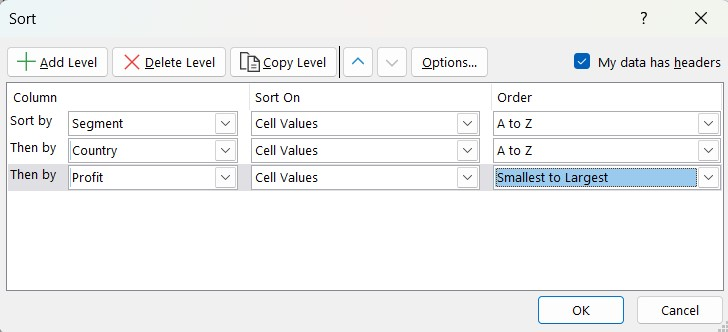 Sort ?
Add Level Delete Level Copy Level Options... My data has headers
Column Sort On Order
Sort by Segment Cell Values A to Z
Then by Country Cell Values A to Z
Then by Profit Cell Values Smallest to Largest
OK Cancel